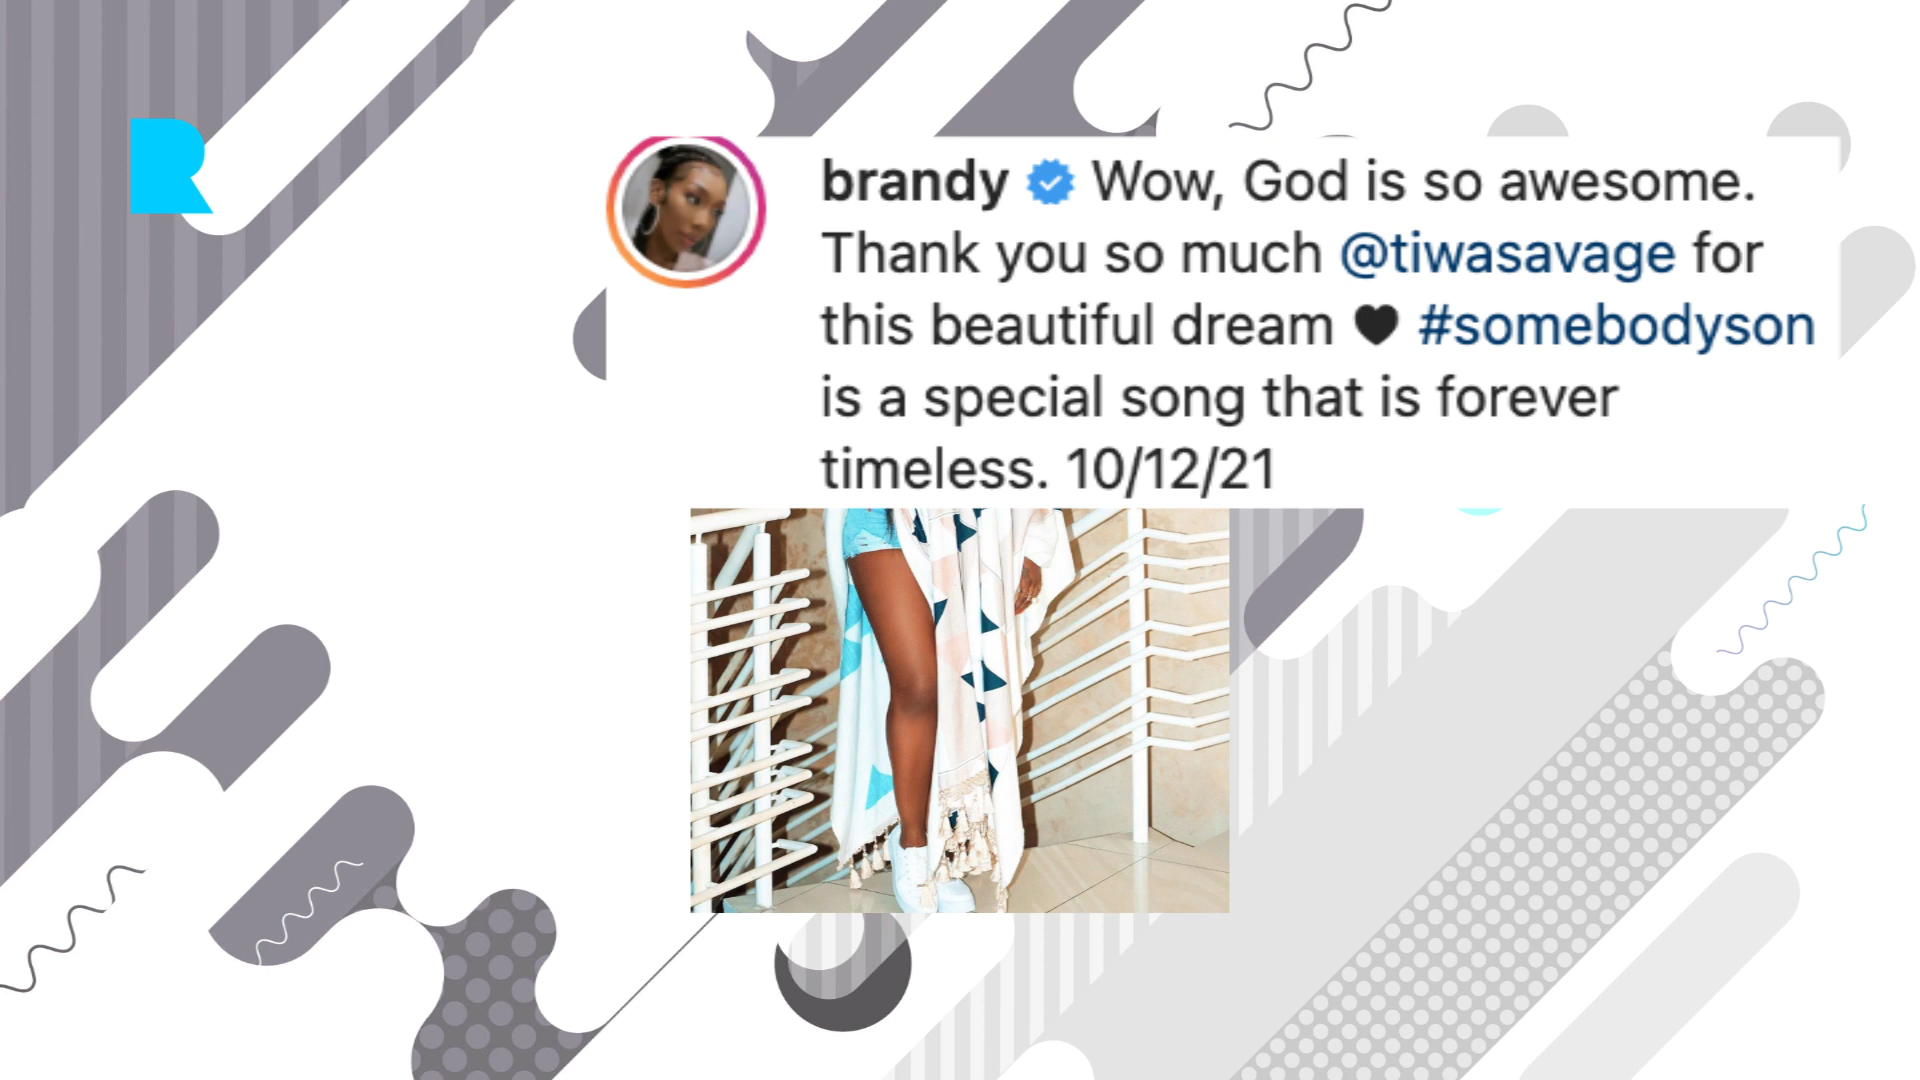 R
brandy Wow, God is so awesome.
Thank you so much @tiwasavage for
this beautiful dream 🖤 #somebodyson
is a special song that is forever
timeless. 10/12/21